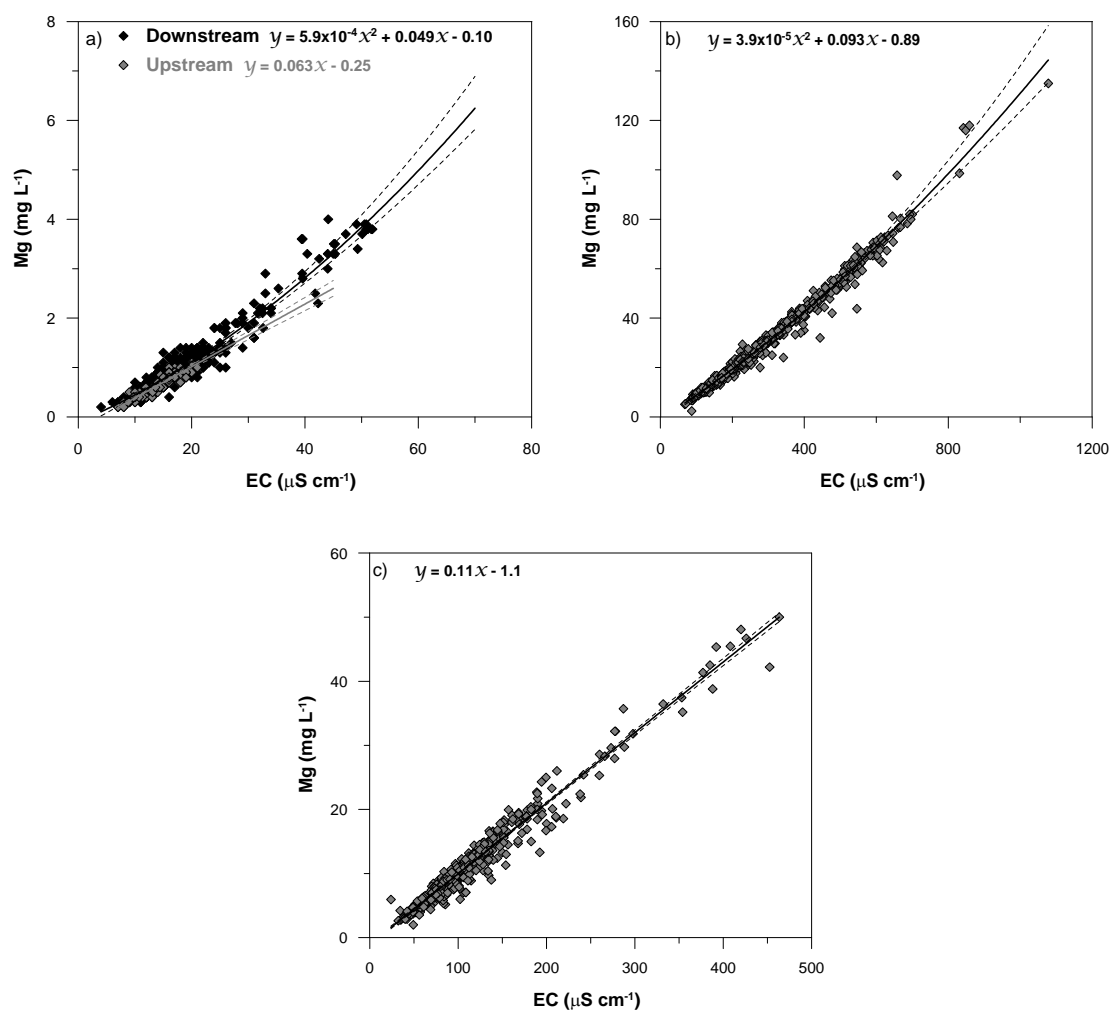 a)
Downstream y = 5.9x10⁻⁴x² + 0.049x - 0.10
Upstream y = 0.063x - 0.25
8
6
4
2
0
Mg (mg L⁻¹)
0 20 40 60 80
EC (μS cm⁻¹)
b) y = 3.9x10⁻⁵x² + 0.093x - 0.89
160
120
80
40
0
Mg (mg L⁻¹)
0 400 800 1200
EC (μS cm⁻¹)
c) y = 0.11x - 1.1
60
40
20
0
Mg (mg L⁻¹)
0 100 200 300 400 500
EC (μS cm⁻¹)